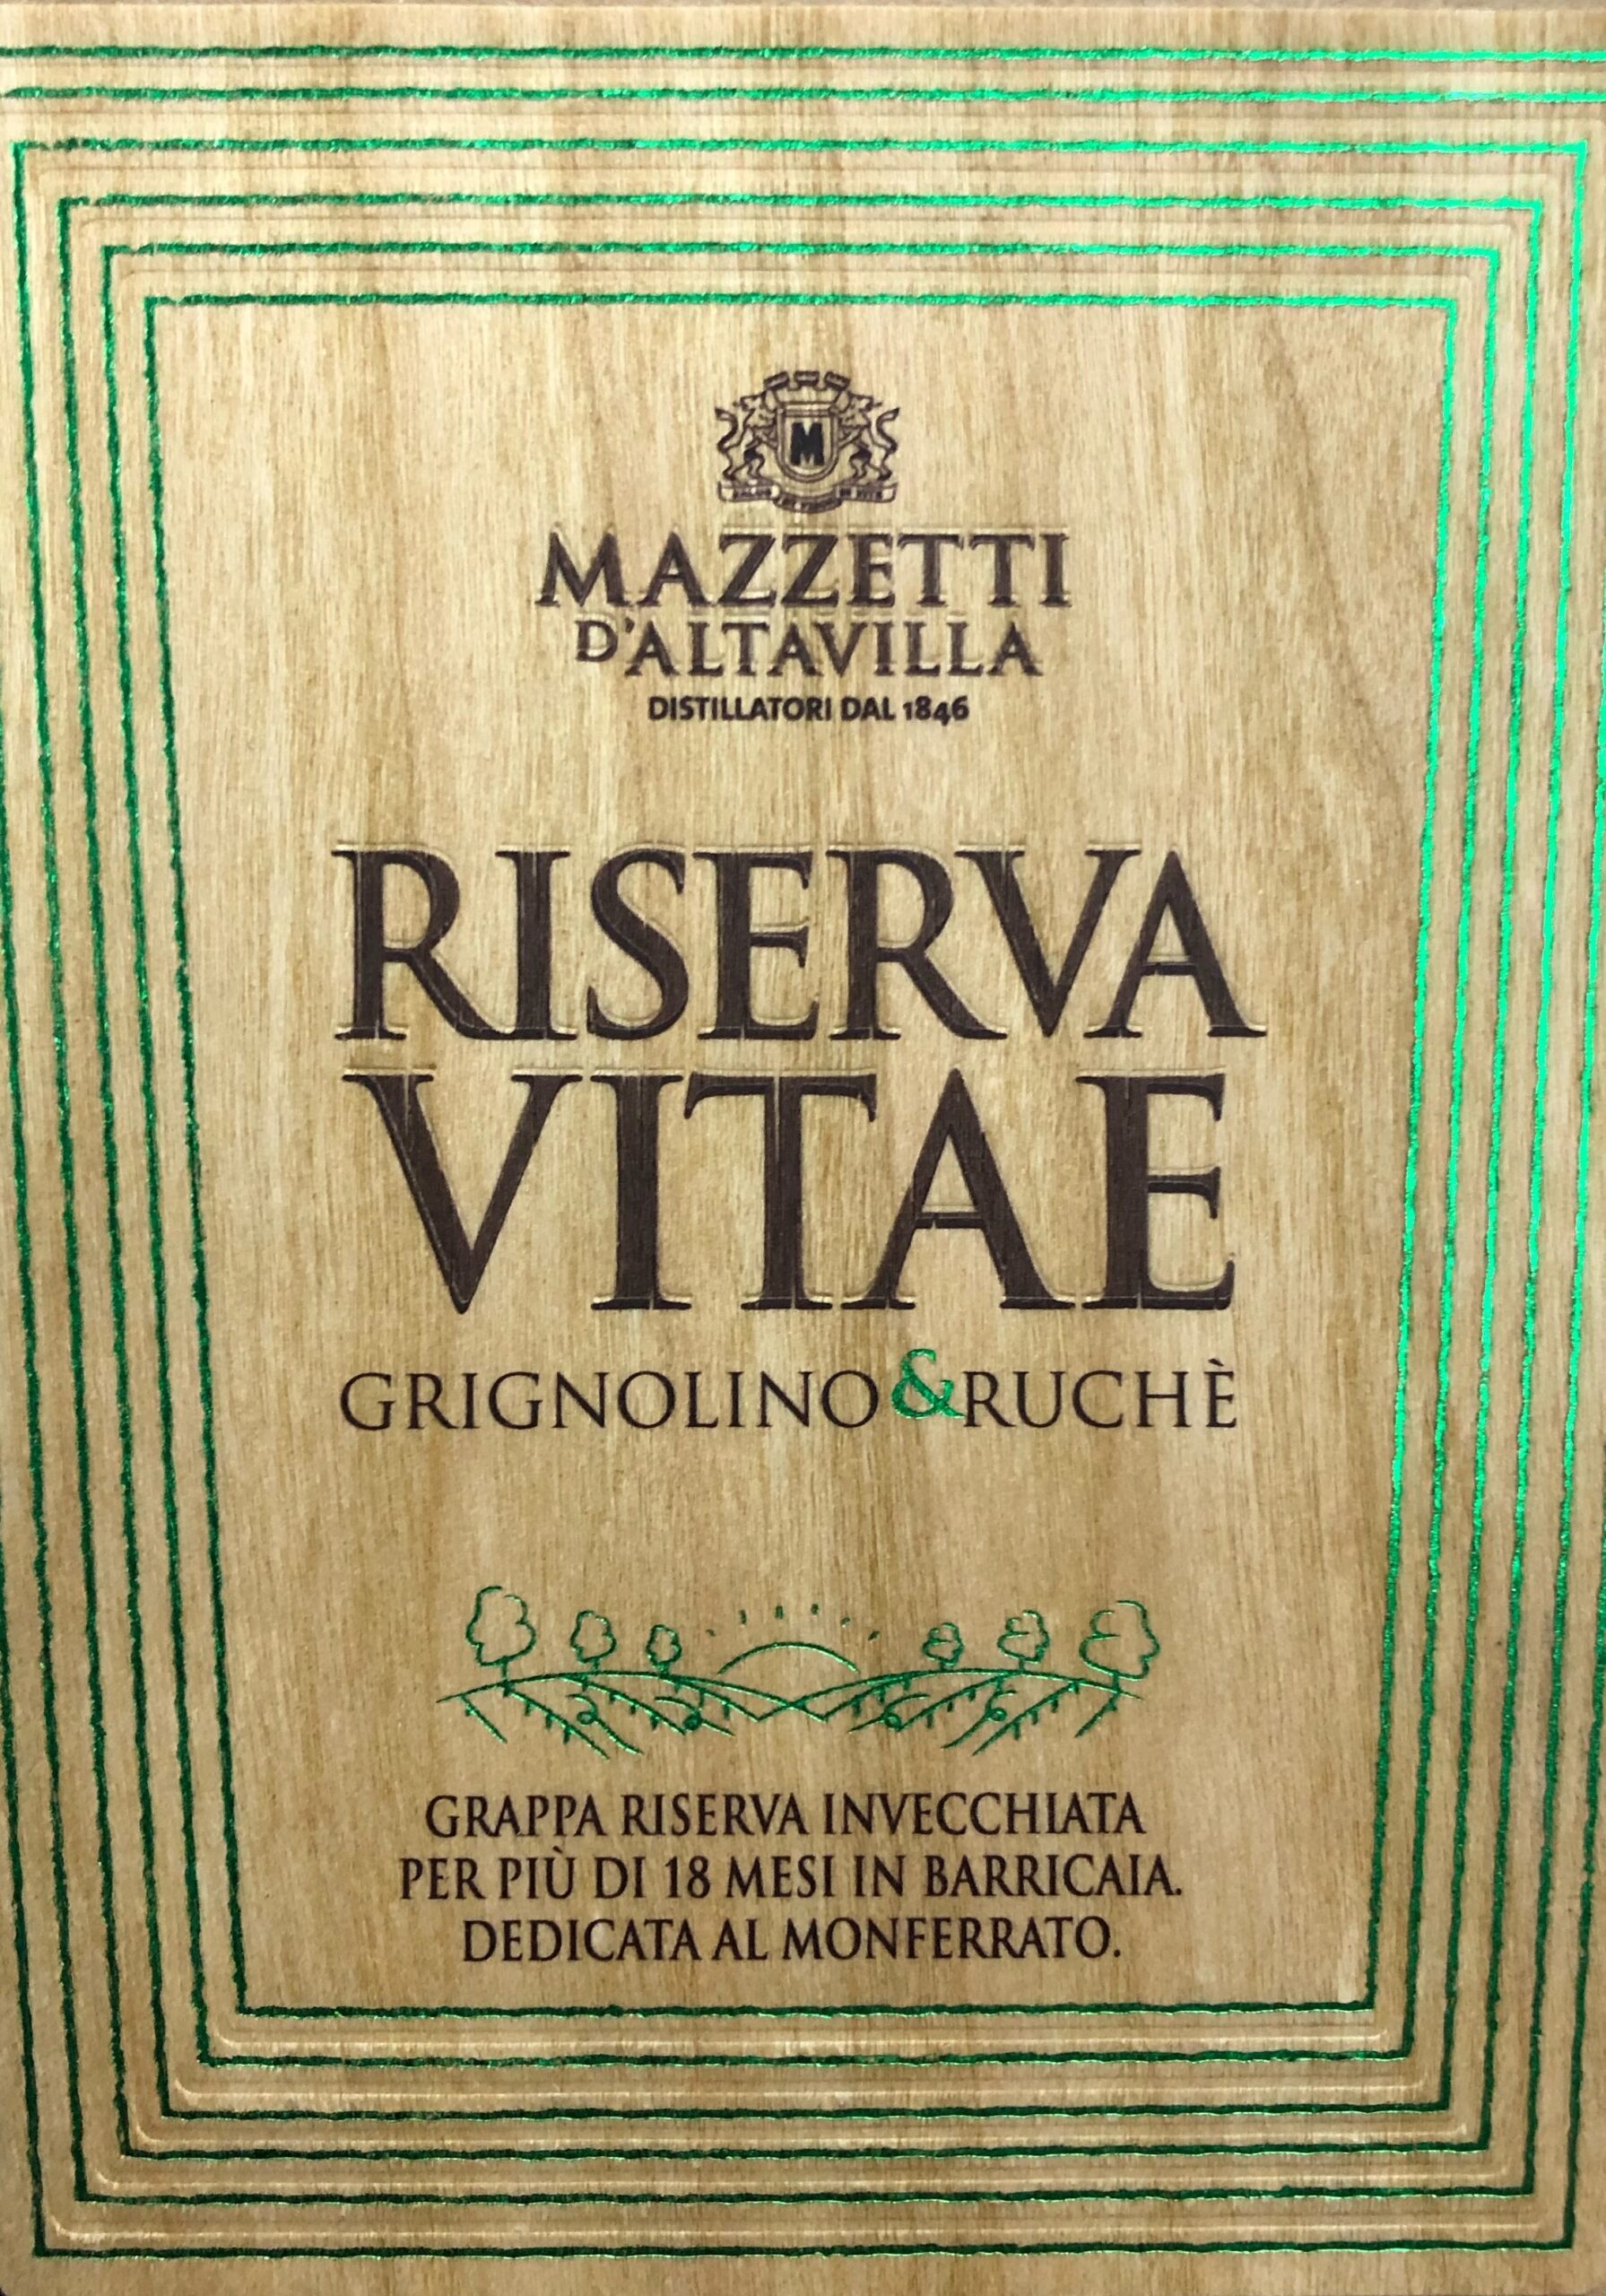 M
MAZZETTI
D'ALTAVILLA
DISTILLATORI DAL 1846
RISERVA
VITAE
GRIGNOLINO & RUCHÈ
GRAPPA RISERVA INVECCHIATA
PER PIÙ DI 18 MESI IN BARRICAIA.
DEDICATA AL MONFERRATO.